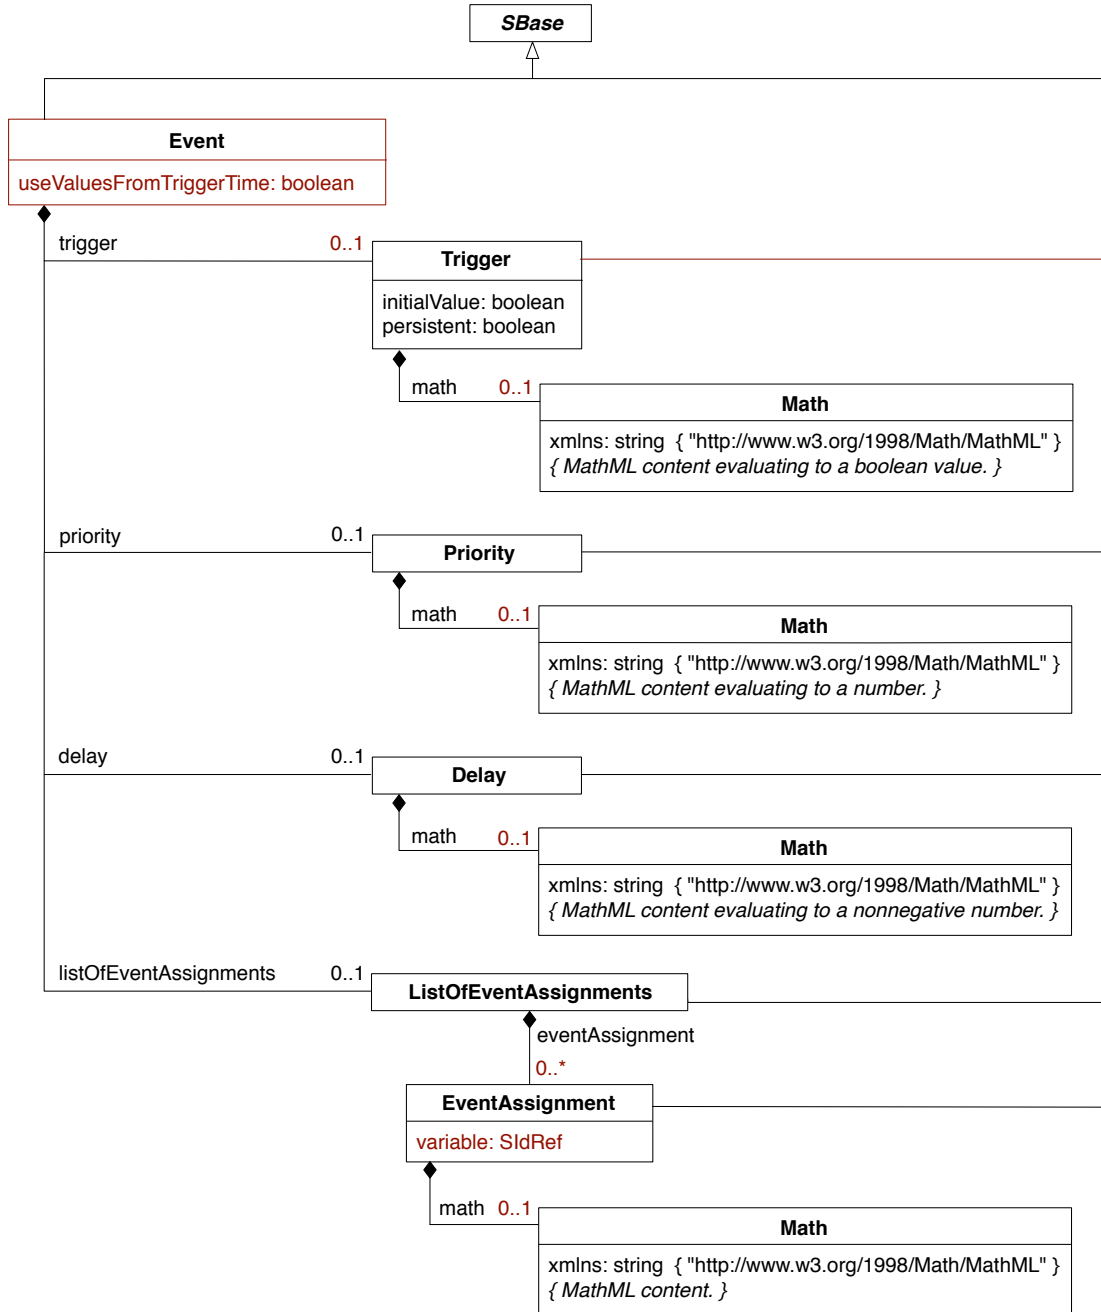 SBase
Event
useValuesFromTriggerTime: boolean
trigger 0..1
Trigger
initialValue: boolean
persistent: boolean
math 0..1
Math
xmlns: string { "http://www.w3.org/1998/Math/MathML" }
{ MathML content evaluating to a boolean value. }
priority 0..1
Priority
math 0..1
Math
xmlns: string { "http://www.w3.org/1998/Math/MathML" }
{ MathML content evaluating to a number. }
delay 0..1
Delay
math 0..1
Math
xmlns: string { "http://www.w3.org/1998/Math/MathML" }
{ MathML content evaluating to a nonnegative number. }
listOfEventAssignments 0..1
ListOfEventAssignments
eventAssignment
0..*
EventAssignment
variable: SIdRef
math 0..1
Math
xmlns: string { "http://www.w3.org/1998/Math/MathML" }
{ MathML content. }